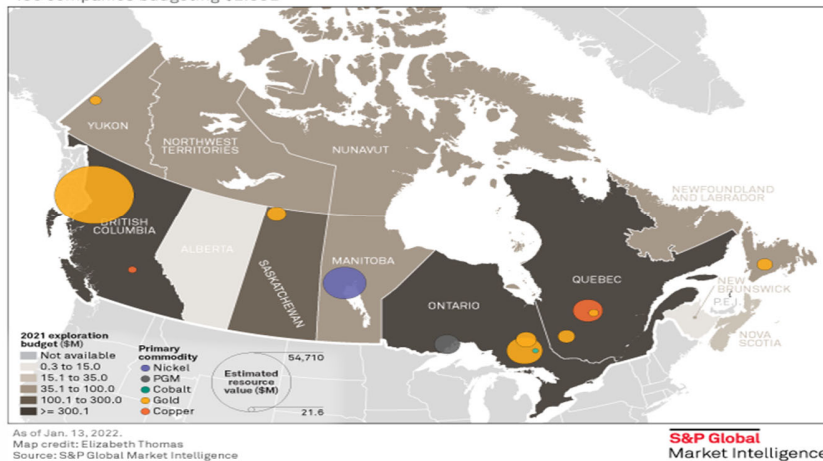 YUKON
NORTHWEST
TERRITORIES
NUNAVUT
NEWFOUNDLAND
AND LABRADOR
BRITISH
COLUMBIA
ALBERTA
SASKATCHEWAN
MANITOBA
ONTARIO
QUEBEC
NEW
BRUNSWICK
P.E.I.
NOVA
SCOTIA
2021 exploration
budget ($M)
Not available
0.3 to 15.0
15.1 to 35.0
35.1 to 100.0
100.1 to 300.0
>= 300.1
Primary
commodity
Nickel
PGM
Cobalt
Gold
Copper
54,710
Estimated
resource
value ($M)
21.6
As of Jan. 13, 2022.
Map credit: Elizabeth Thomas
Source: S&P Global Market Intelligence
S&P Global
Market Intelligence